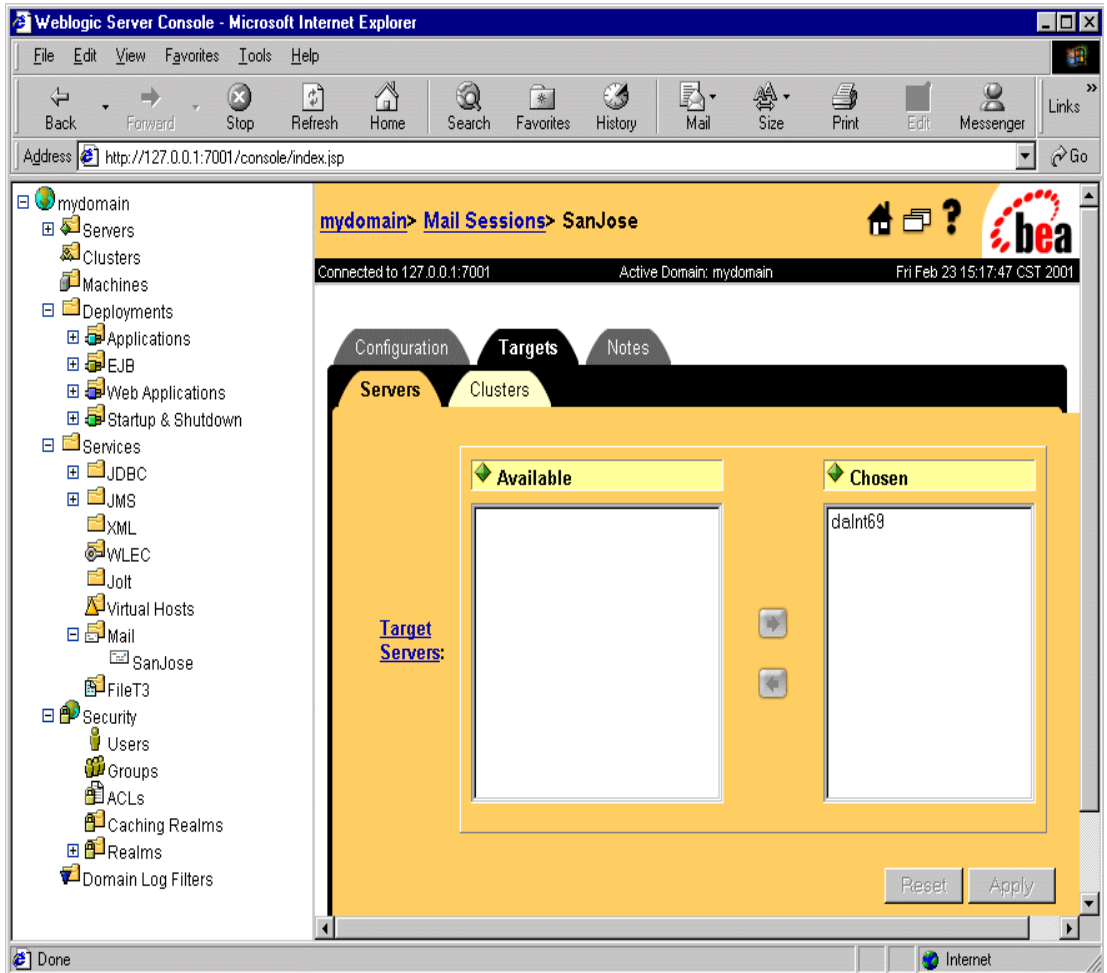 Weblogic Server Console - Microsoft Internet Explorer
File Edit View Favorites Tools Help
Back Forward Stop Refresh Home Search Favorites History Mail Size Print Edit Messenger Links »
Address http://127.0.0.1:7001/console/index.jsp Go
mydomain
Servers
Clusters
Machines
Deployments
Applications
EJB
Web Applications
Startup & Shutdown
Services
JDBC
JMS
XML
WLEC
Jolt
Virtual Hosts
Mail
SanJose
FileT3
Security
Users
Groups
ACLs
Caching Realms
Realms
Domain Log Filters
mydomain> Mail Sessions> SanJose
? bea
Connected to 127.0.0.1:7001 Active Domain: mydomain Fri Feb 23 15:17:47 CST 2001
Configuration Targets Notes
Servers Clusters
Available Chosen
dalnt69
Target
Servers:
Reset Apply
Done Internet